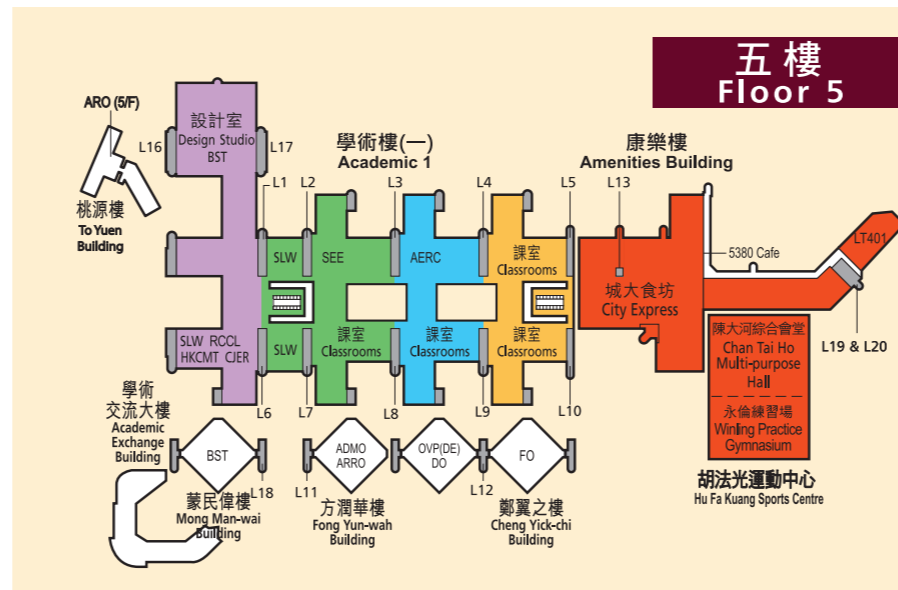 五樓
Floor 5
ARO (5/F)
桃源樓
To Yuen
Building
L16
設計室
Design Studio
BST
L17
學術樓(一)
Academic 1
康樂樓
Amenities Building
L1
L2
L3
L4
L5
L13
SLW
SEE
AERC
課室
Classrooms
城大食坊
City Express
5380 Cafe
LT401
L19 & L20
SLW RCCL
HKCMT CJER
SLW
課室
Classrooms
課室
Classrooms
課室
Classrooms
陳大河綜合會堂
Chan Tai Ho
Multi-purpose
Hall
永倫練習場
Winling Practice
Gymnasium
胡法光運動中心
Hu Fa Kuang Sports Centre
L6
L7
L8
L9
L10
學術
交流大樓
Academic
Exchange
Building
BST
L18
蒙民偉樓
Mong Man-wai
Building
L11
ADMO
ARRO
方潤華樓
Fong Yun-wah
Building
OVP(DE)
DO
L12
FO
鄭翼之樓
Cheng Yick-chi
Building